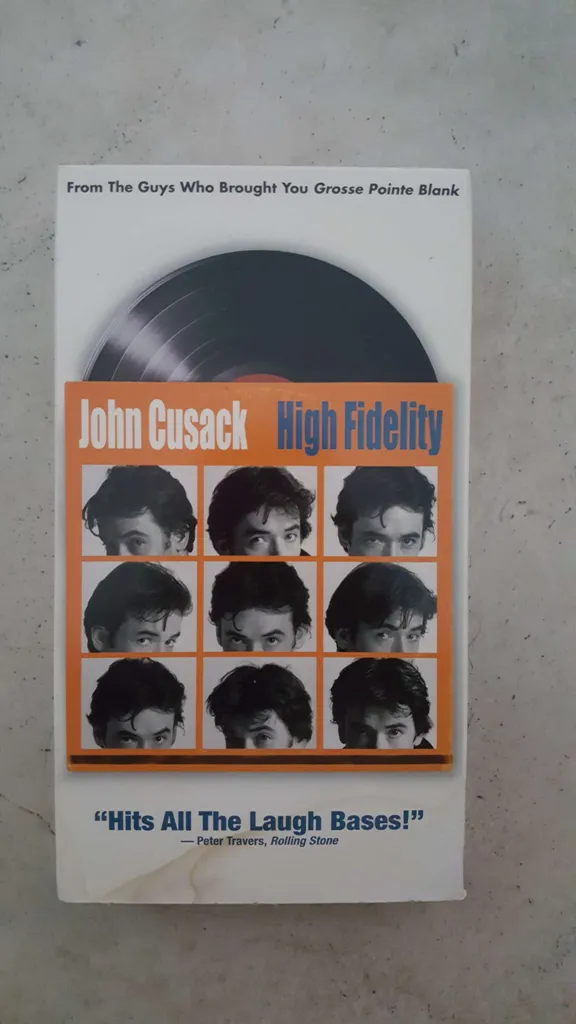 From The Guys Who Brought You Grosse Pointe Blank
John Cusack High Fidelity
“Hits All The Laugh Bases!”
— Peter Travers, Rolling Stone